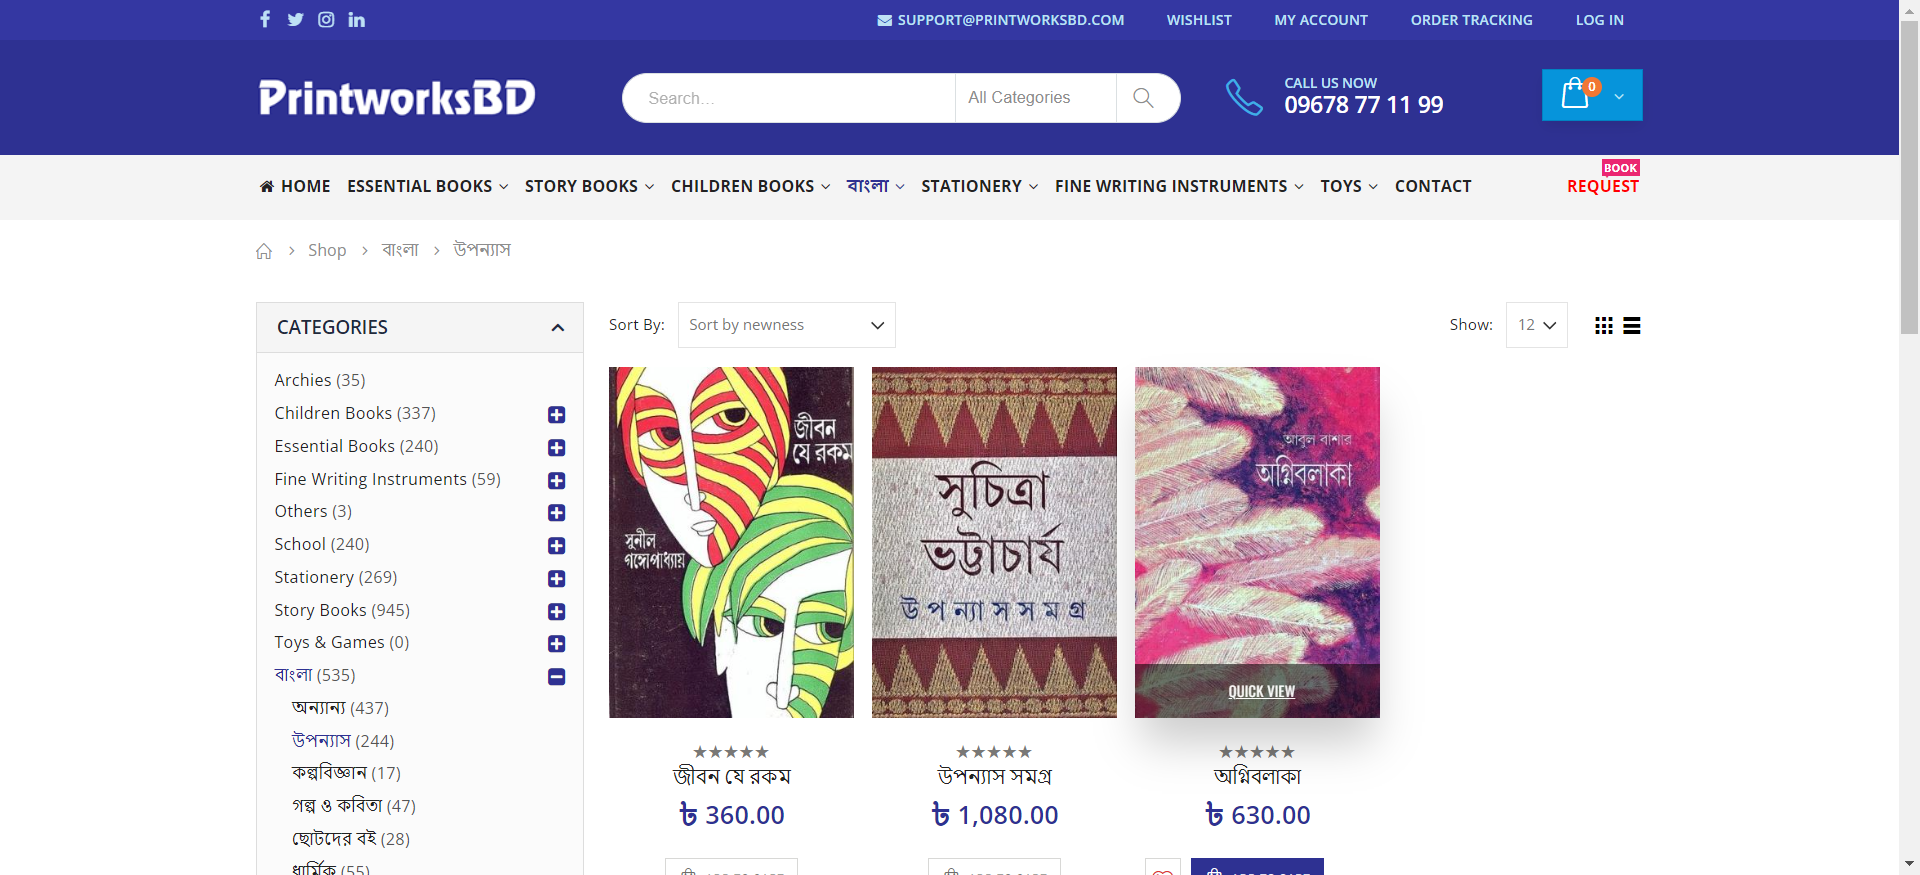 SUPPORT@PRINTWORKSBD.COM WISHLIST MY ACCOUNT ORDER TRACKING LOG IN
PrintworksBD
Search... All Categories
CALL US NOW
09678 77 11 99
0
BOOK
HOME ESSENTIAL BOOKS STORY BOOKS CHILDREN BOOKS বাংলা STATIONERY FINE WRITING INSTRUMENTS TOYS CONTACT REQUEST
Shop বাংলা উপন্যাস
CATEGORIES
Sort By: Sort by newness Show: 12
Archies (35)
Children Books (337)
Essential Books (240)
Fine Writing Instruments (59)
Others (3)
School (240)
Stationery (269)
Story Books (945)
Toys & Games (0)
বাংলা (535)
অন্যান্য (437)
উপন্যাস (244)
কল্পবিজ্ঞান (17)
গল্প ও কবিতা (47)
ছোটদের বই (28)
ধার্মিক (55)
জীবন
যে রকম
সুনীল
গঙ্গোপাধ্যায়
সুচিত্রা
ভট্টাচার্য
উপন্যাসসমগ্র
আবুল বাশার
অগ্নিবলাকা
QUICK VIEW
জীবন যে রকম
৳ 360.00
উপন্যাস সমগ্র
৳ 1,080.00
অগ্নিবলাকা
৳ 630.00